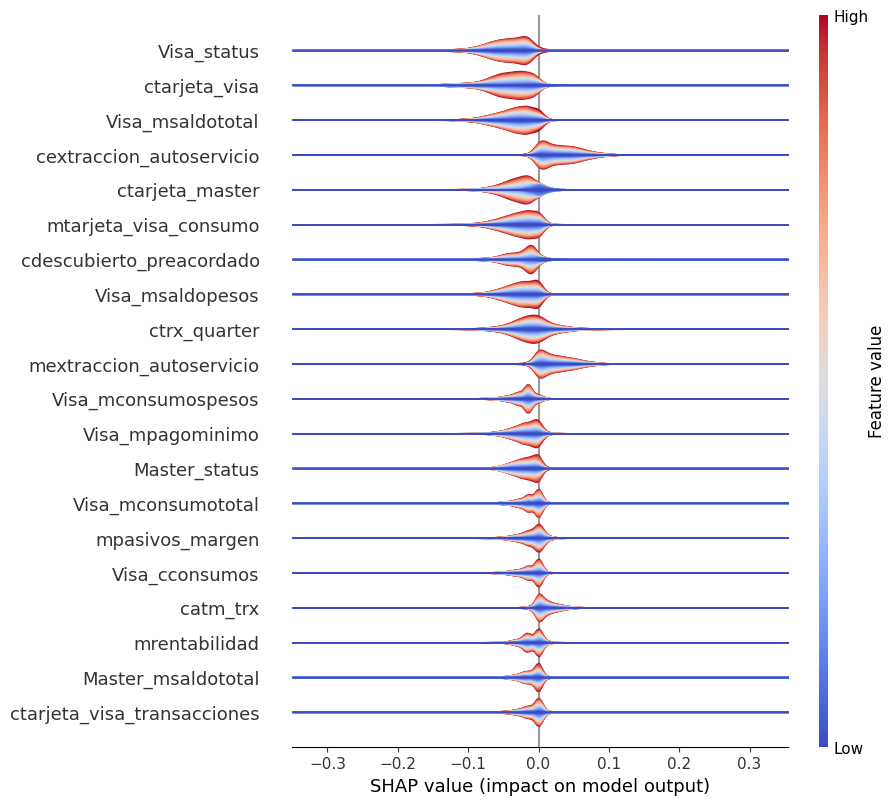 High
Visa_status
ctarjeta_visa
Visa_msaldototal
cextraccion_autoservicio
ctarjeta_master
mtarjeta_visa_consumo
cdescubierto_preacordado
Visa_msaldopesos
ctrx_quarter
mextraccion_autoservicio
Visa_mconsumospesos
Visa_mpagominimo
Master_status
Visa_mconsumototal
mpasivos_margen
Visa_cconsumos
catm_trx
mrentabilidad
Master_msaldototal
ctarjeta_visa_transacciones
Feature value
Low
−0.3 −0.2 −0.1 0.0 0.1 0.2 0.3
SHAP value (impact on model output)